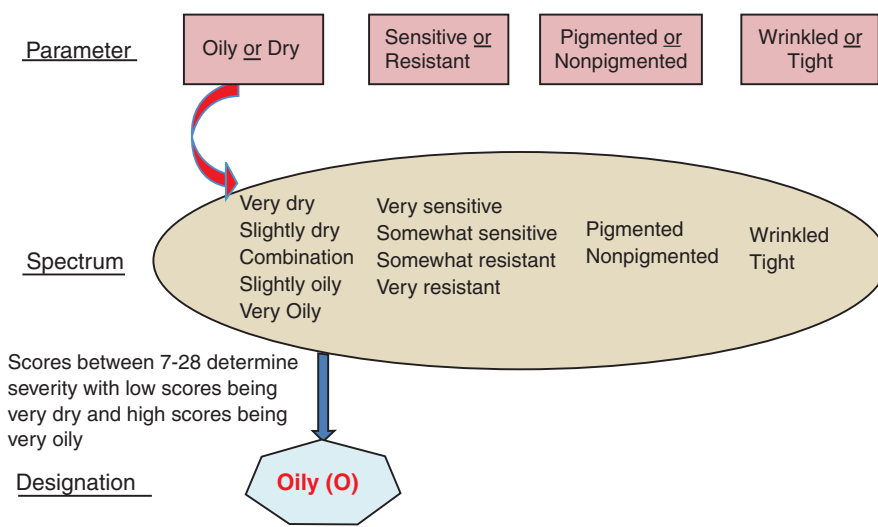 Parameter
Oily or Dry
Sensitive or
Resistant
Pigmented or
Nonpigmented
Wrinkled or
Tight
Spectrum
Very dry
Slightly dry
Combination
Slightly oily
Very Oily
Very sensitive
Somewhat sensitive
Somewhat resistant
Very resistant
Pigmented
Nonpigmented
Wrinkled
Tight
Scores between 7-28 determine
severity with low scores being
very dry and high scores being
very oily
Designation
Oily (O)